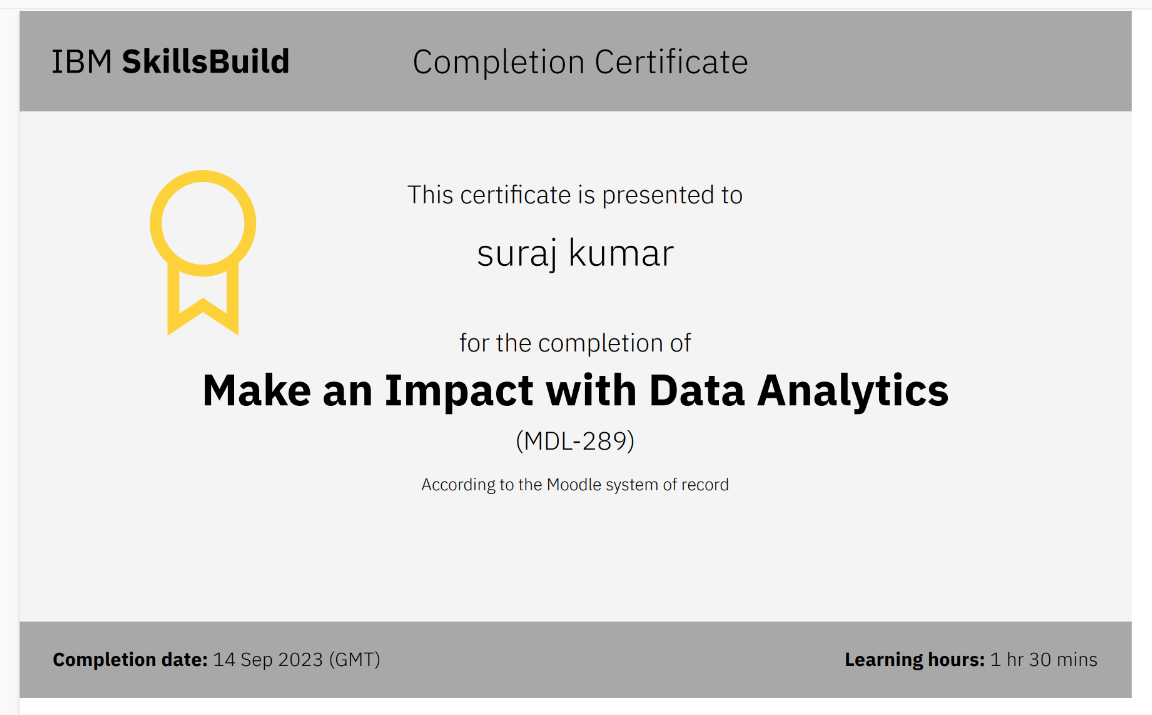 IBM SkillsBuild Completion Certificate
This certificate is presented to
suraj kumar
for the completion of
Make an Impact with Data Analytics
(MDL-289)
According to the Moodle system of record
Completion date: 14 Sep 2023 (GMT) Learning hours: 1 hr 30 mins